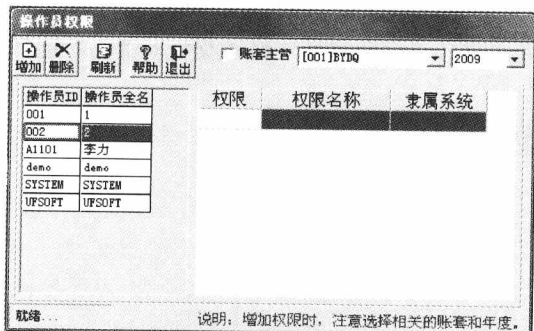 操作员权限
增加 删除 刷新 帮助 退出 账套主管 [001]BYDQ 2009
操作员ID 操作员全名 权限 权限名称 隶属系统
001 1
002 2
A1101 李力
demo demo
SYSTEM SYSTEM
UFSOFT UFSOFT
就绪... 说明：增加权限时，注意选择相关的账套和年度。